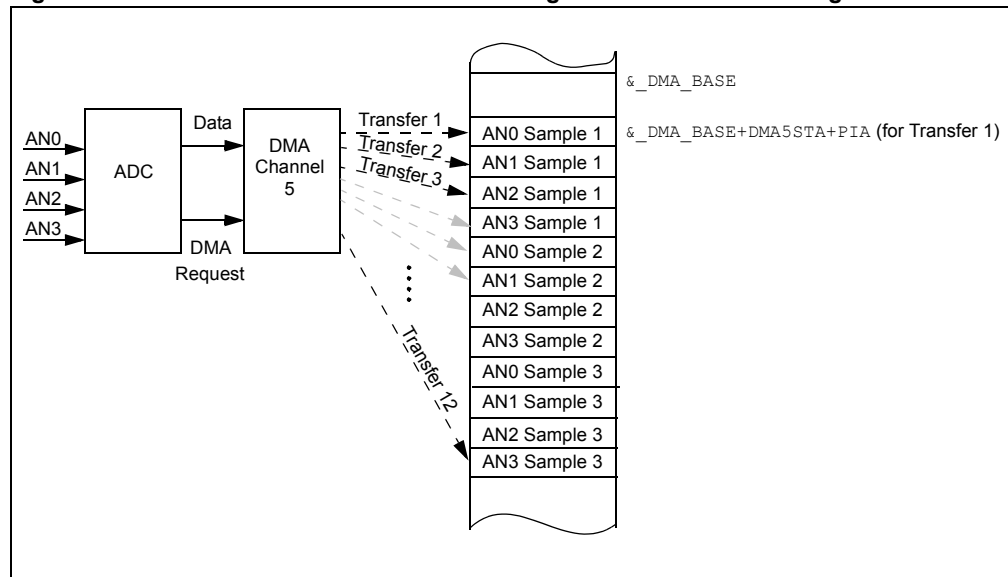 &_DMA_BASE
&_DMA_BASE+DMA5STA+PIA (for Transfer 1)
AN0
AN1
AN2
AN3
ADC
Data
DMA
Request
DMA
Channel
5
Transfer 1
Transfer 2
Transfer 3
Transfer 12
AN0 Sample 1
AN1 Sample 1
AN2 Sample 1
AN3 Sample 1
AN0 Sample 2
AN1 Sample 2
AN2 Sample 2
AN3 Sample 2
AN0 Sample 3
AN1 Sample 3
AN2 Sample 3
AN3 Sample 3